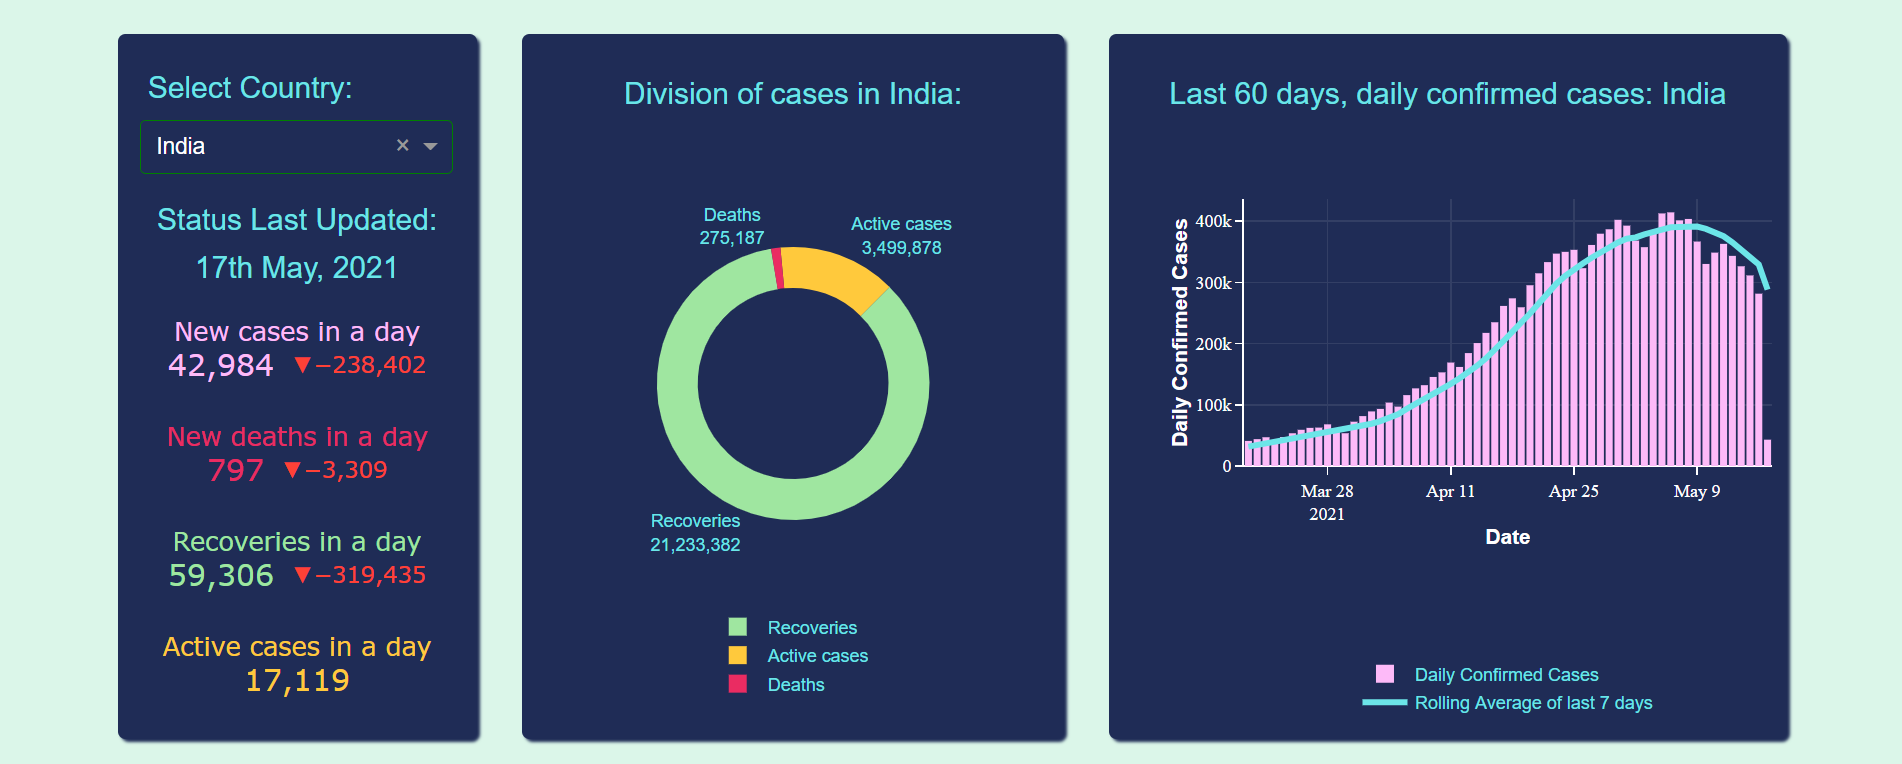 Select Country:
India × 
Status Last Updated:
17th May, 2021
New cases in a day
42,984 ▼−238,402
New deaths in a day
797 ▼−3,309
Recoveries in a day
59,306 ▼−319,435
Active cases in a day
17,119
Division of cases in India:
Deaths
275,187
Active cases
3,499,878
Recoveries
21,233,382
Recoveries
Active cases
Deaths
Last 60 days, daily confirmed cases: India
Daily Confirmed Cases
400k
300k
200k
100k
0
Mar 28
2021
Apr 11
Apr 25
May 9
Date
Daily Confirmed Cases
Rolling Average of last 7 days